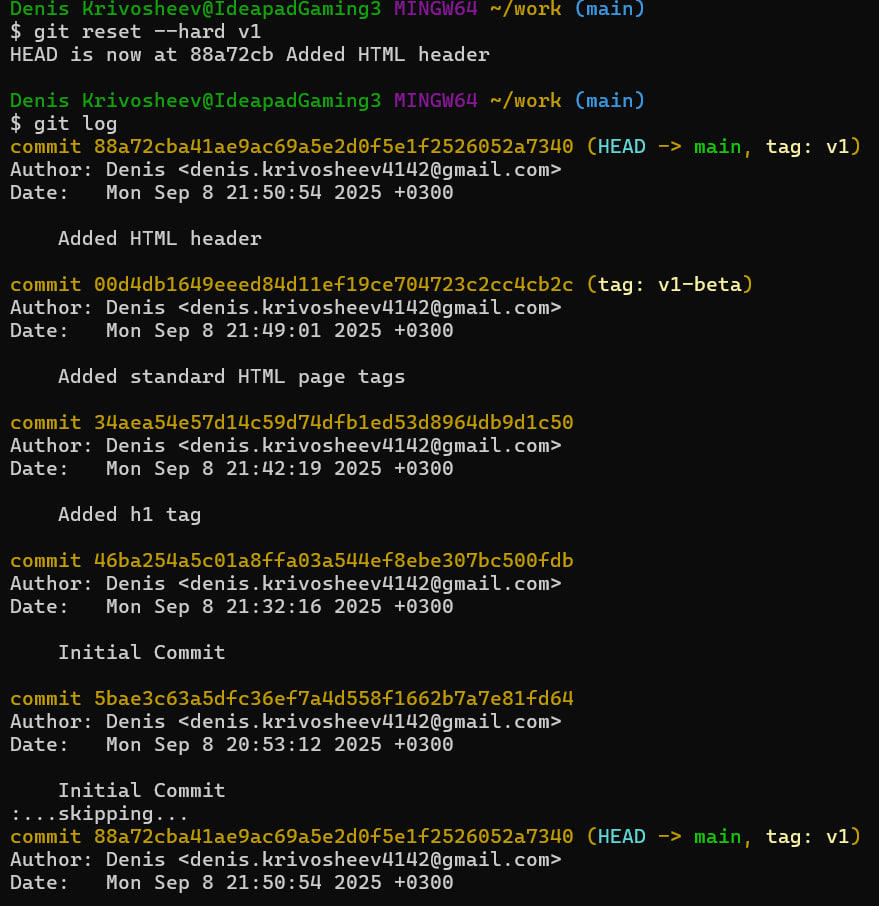 Denis Krivosheev@IdeapadGaming3 MINGW64 ~/work (main)
$ git reset --hard v1
HEAD is now at 88a72cb Added HTML header
Denis Krivosheev@IdeapadGaming3 MINGW64 ~/work (main)
$ git log
commit 88a72cba41ae9ac69a5e2d0f5e1f2526052a7340 (HEAD -> main, tag: v1)
Author: Denis <denis.krivosheev4142@gmail.com>
Date:   Mon Sep 8 21:50:54 2025 +0300
    Added HTML header
commit 00d4db1649eeed84d11ef19ce704723c2cc4cb2c (tag: v1-beta)
Author: Denis <denis.krivosheev4142@gmail.com>
Date:   Mon Sep 8 21:49:01 2025 +0300
    Added standard HTML page tags
commit 34aea54e57d14c59d74dfb1ed53d8964db9d1c50
Author: Denis <denis.krivosheev4142@gmail.com>
Date:   Mon Sep 8 21:42:19 2025 +0300
    Added h1 tag
commit 46ba254a5c01a8ffa03a544ef8ebe307bc500fdb
Author: Denis <denis.krivosheev4142@gmail.com>
Date:   Mon Sep 8 21:32:16 2025 +0300
    Initial Commit
commit 5bae3c63a5dfc36ef7a4d558f1662b7a7e81fd64
Author: Denis <denis.krivosheev4142@gmail.com>
Date:   Mon Sep 8 20:53:12 2025 +0300
    Initial Commit
:...skipping...
commit 88a72cba41ae9ac69a5e2d0f5e1f2526052a7340 (HEAD -> main, tag: v1)
Author: Denis <denis.krivosheev4142@gmail.com>
Date:   Mon Sep 8 21:50:54 2025 +0300